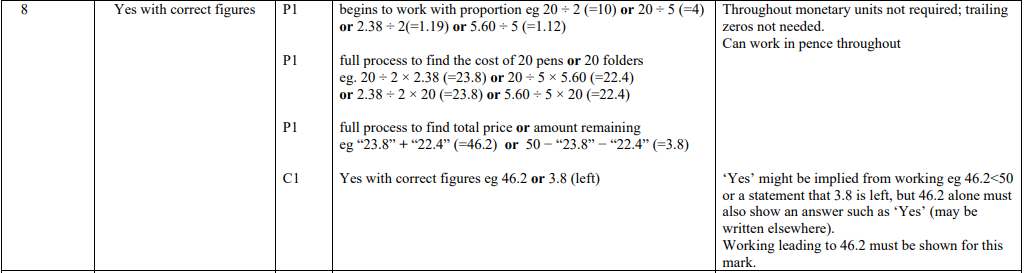 8
Yes with correct figures
P1
begins to work with proportion eg 20 ÷ 2 (=10) or 20 ÷ 5 (=4)
or 2.38 ÷ 2(=1.19) or 5.60 ÷ 5 (=1.12)
Throughout monetary units not required; trailing
zeros not needed.
Can work in pence throughout
P1
full process to find the cost of 20 pens or 20 folders
eg. 20 ÷ 2 × 2.38 (=23.8) or 20 ÷ 5 × 5.60 (=22.4)
or 2.38 ÷ 2 × 20 (=23.8) or 5.60 ÷ 5 × 20 (=22.4)
P1
full process to find total price or amount remaining
eg “23.8” + “22.4” (=46.2) or 50 – “23.8” – “22.4” (=3.8)
C1
Yes with correct figures eg 46.2 or 3.8 (left)
‘Yes’ might be implied from working eg 46.2<50
or a statement that 3.8 is left, but 46.2 alone must
also show an answer such as ‘Yes’ (may be
written elsewhere).
Working leading to 46.2 must be shown for this
mark.